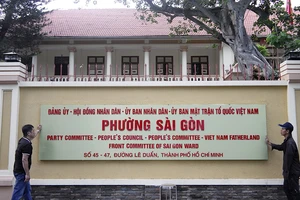 ĐẢNG ỦY - HỘI ĐỒNG NHÂN DÂN - ỦY BAN NHÂN DÂN - ỦY BAN MẶT TRẬN TỔ QUỐC VIỆT NAM
PHƯỜNG SÀI GÒN
PARTY COMMITTEE - PEOPLE'S COUNCIL - PEOPLE'S COMMITTEE - VIET NAM FATHERLAND
FRONT COMMITTEE OF SAI GON WARD
SỐ 45 - 47, ĐƯỜNG LÊ DUẨN, THÀNH PHỐ HỒ CHÍ MINH